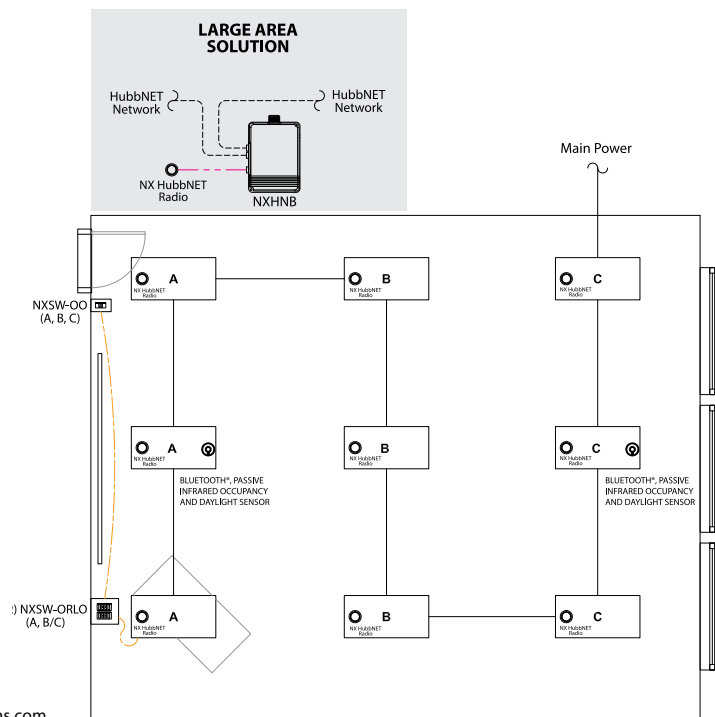 LARGE AREA
SOLUTION
HubbNET
Network
HubbNET
Network
NX HubbNET
Radio
NXHNB
Main Power
A
NX HubbNET
Radio
B
NX HubbNET
Radio
C
NX HubbNET
Radio
NXSW-OO
(A, B, C)
A
NX HubbNET
Radio
B
NX HubbNET
Radio
C
NX HubbNET
Radio
BLUETOOTH®, PASSIVE
INFRARED OCCUPANCY
AND DAYLIGHT SENSOR
BLUETOOTH®, PASSIVE
INFRARED OCCUPANCY
AND DAYLIGHT SENSOR
) NXSW-ORLO
(A, B/C)
A
NX HubbNET
Radio
B
NX HubbNET
Radio
C
NX HubbNET
Radio